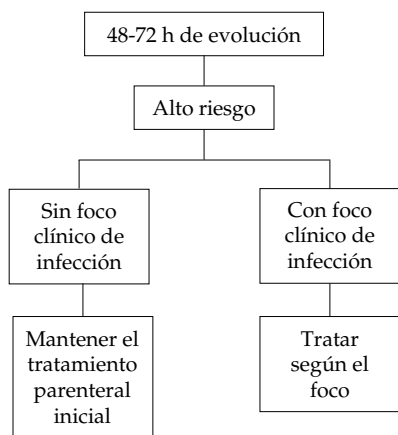 48-72 h de evolución
Alto riesgo
Sin foco
clínico de
infección
Con foco
clínico de
infección
Mantener el
tratamiento
parenteral
inicial
Tratar
según el
foco